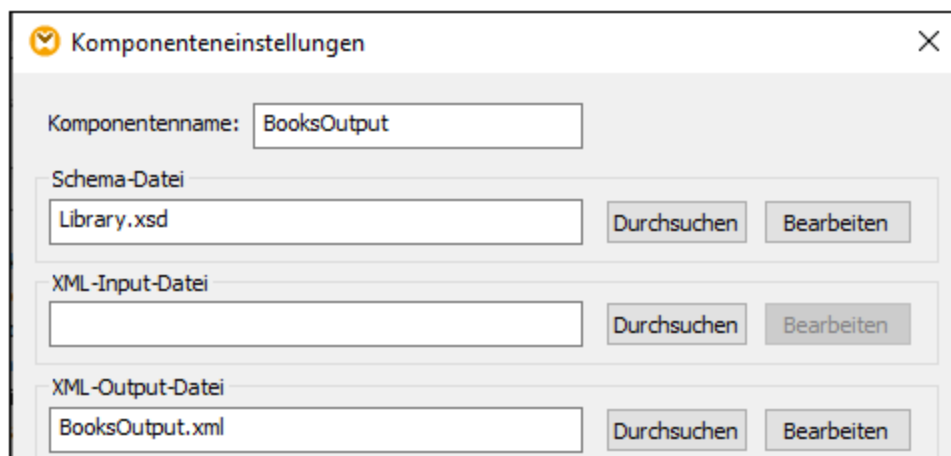 Komponenteneinstellungen
Komponentenname: BooksOutput
Schema-Datei
Library.xsd Durchsuchen Bearbeiten
XML-Input-Datei
Durchsuchen Bearbeiten
XML-Output-Datei
BooksOutput.xml Durchsuchen Bearbeiten